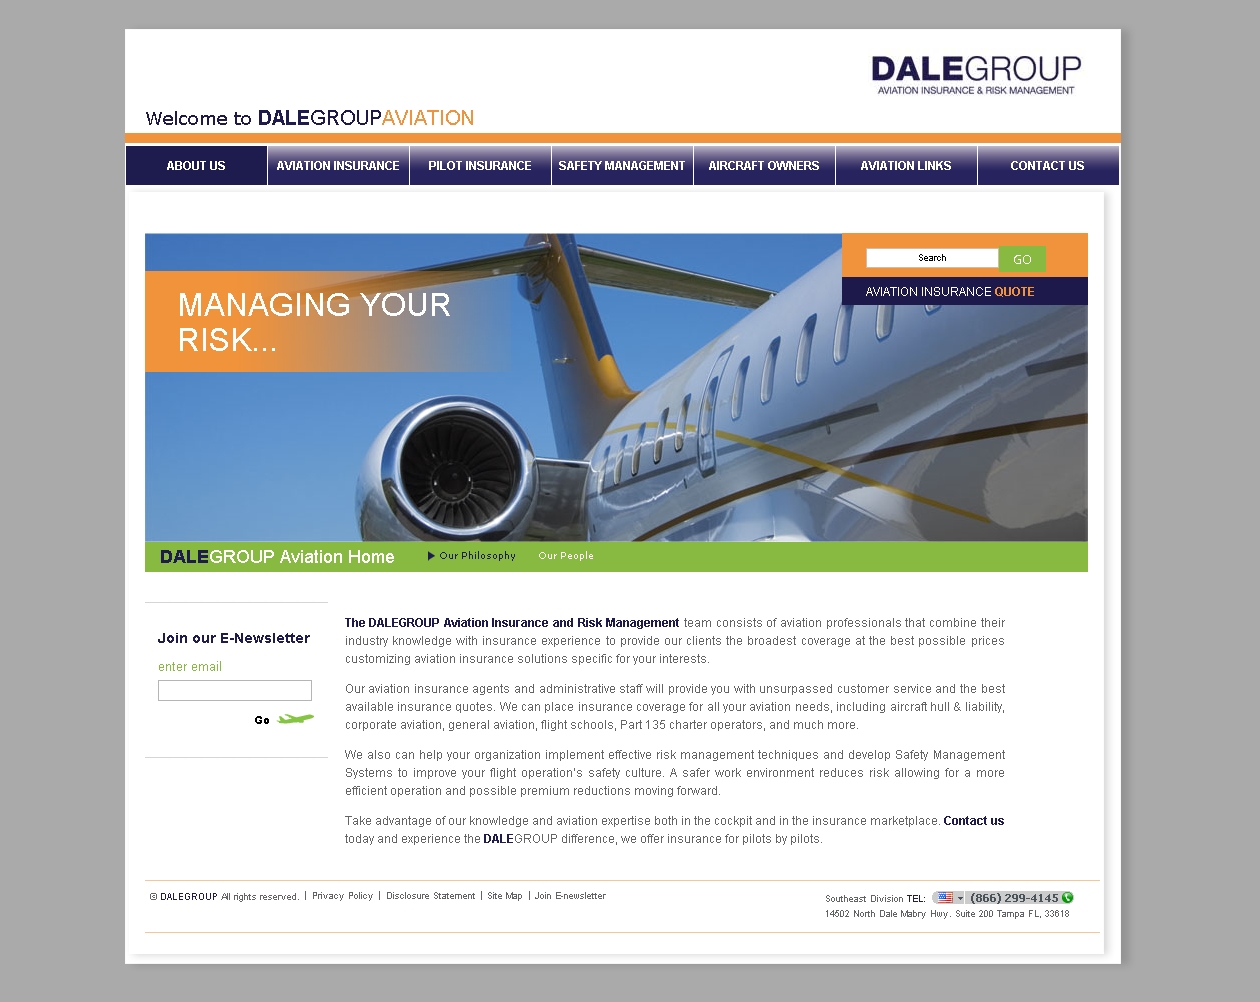 DALEGROUP
AVIATION INSURANCE & RISK MANAGEMENT
Welcome to DALEGROUPAVIATION
ABOUT US
AVIATION INSURANCE
PILOT INSURANCE
SAFETY MANAGEMENT
AIRCRAFT OWNERS
AVIATION LINKS
CONTACT US
Search
GO
AVIATION INSURANCE QUOTE
MANAGING YOUR
RISK...
DALEGROUP Aviation Home
Our Philosophy
Our People
Join our E-Newsletter
enter email
Go
The DALEGROUP Aviation Insurance and Risk Management team consists of aviation professionals that combine their
industry knowledge with insurance experience to provide our clients the broadest coverage at the best possible prices
customizing aviation insurance solutions specific for your interests.
Our aviation insurance agents and administrative staff will provide you with unsurpassed customer service and the best
available insurance quotes. We can place insurance coverage for all your aviation needs, including aircraft hull & liability,
corporate aviation, general aviation, flight schools, Part 135 charter operators, and much more.
We also can help your organization implement effective risk management techniques and develop Safety Management
Systems to improve your flight operation's safety culture. A safer work environment reduces risk allowing for a more
efficient operation and possible premium reductions moving forward.
Take advantage of our knowledge and aviation expertise both in the cockpit and in the insurance marketplace. Contact us
today and experience the DALEGROUP difference, we offer insurance for pilots by pilots.
© DALEGROUP All rights reserved. | Privacy Policy | Disclosure Statement | Site Map | Join E-newsletter
Southeast Division TEL: (866) 299-4145
14502 North Dale Mabry Hwy. Suite 200 Tampa FL, 33618